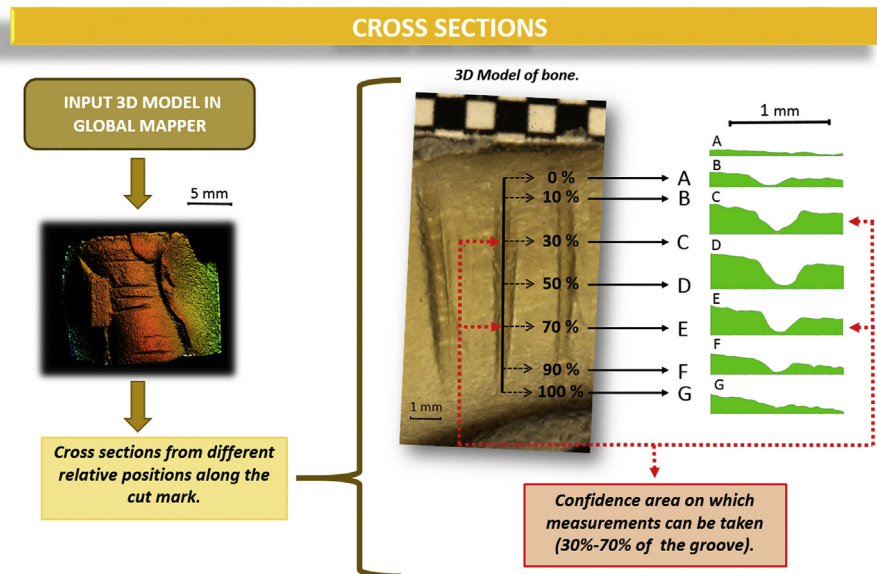 CROSS SECTIONS
INPUT 3D MODEL IN
GLOBAL MAPPER
5 mm
Cross sections from different
relative positions along the
cut mark.
3D Model of bone.
0 %
10 %
30 %
50 %
70 %
90 %
100 %
1 mm
A
B
C
D
E
F
G
1 mm
A
B
C
D
E
F
G
Confidence area on which
measurements can be taken
(30%-70% of the groove).